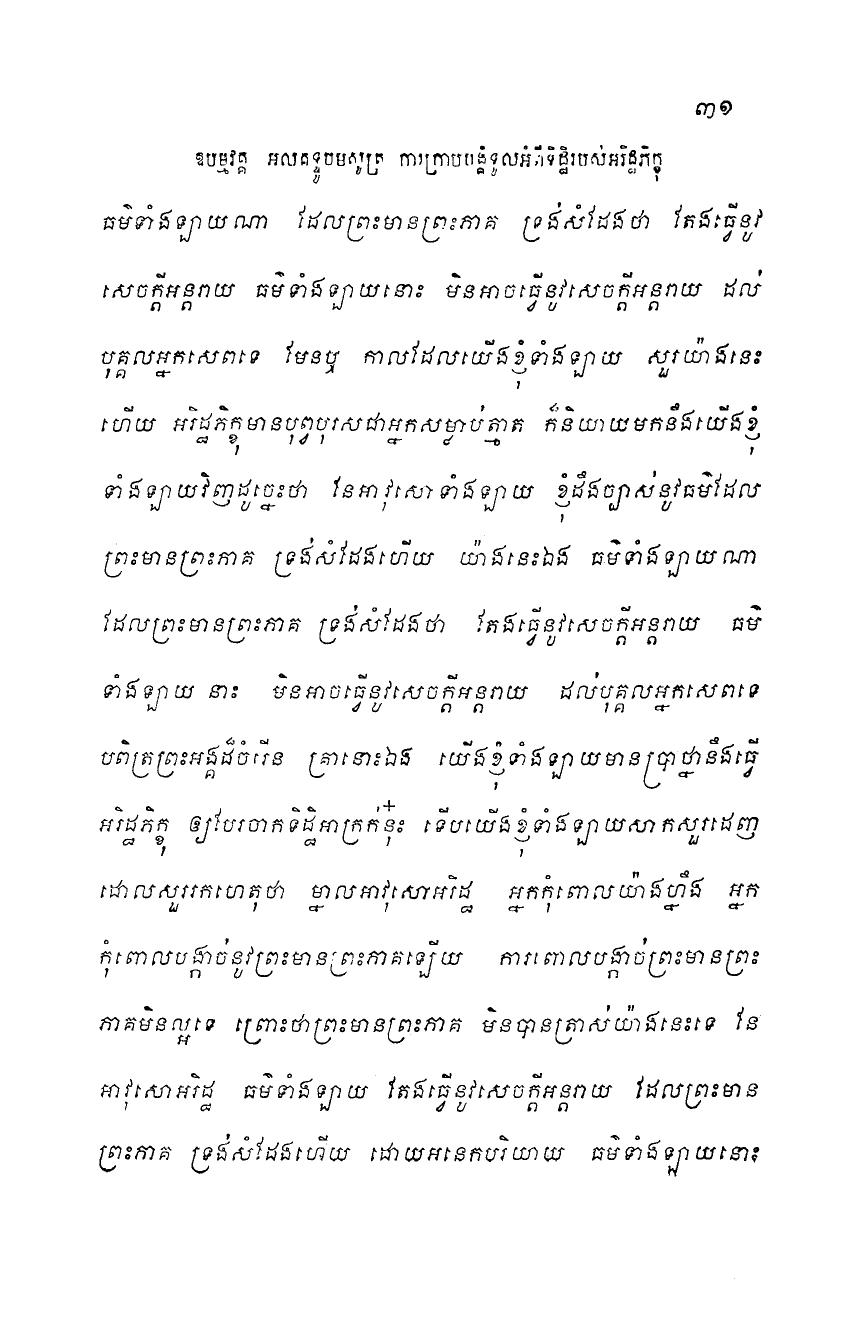 ៣១
ឱបម្មវគ្គ អលគទ្ទូបមសូត្រ ការក្រាបបង្គំទូលអំពីទិដ្ឋិរបស់អរិដ្ឋភិក្ខុ
ធម៌ទាំងឡាយណា ដែលព្រះមានព្រះភាគ ទ្រង់សំដែងថា តែងធ្វើនូវ
សេចក្តីអន្តរាយ ធម៌ទាំងឡាយនោះ មិនអាចធ្វើនូវសេចក្តីអន្តរាយ ដល់
បុគ្គលអ្នកសេពទេ មែនឬ កាលដែលយើងខ្ញុំទាំងឡាយ សួរយ៉ាងនេះ
ហើយ អរិដ្ឋភិក្ខុមានបុព្វបុរសជាអ្នកសម្លាប់ត្មាត ក៏និយាយមកនឹងយើងខ្ញុំ
ទាំងឡាយវិញដូច្នេះថា នែអាវុសោទាំងឡាយ ខ្ញុំដឹងច្បាស់នូវធម៌ដែល
ព្រះមានព្រះភាគ ទ្រង់សំដែងហើយ យ៉ាងនេះឯង ធម៌ទាំងឡាយណា
ដែលព្រះមានព្រះភាគ ទ្រង់សំដែងថា តែងធ្វើនូវសេចក្តីអន្តរាយ ធម៌
ទាំងឡាយ នោះ មិនអាចធ្វើនូវសេចក្តីអន្តរាយ ដល់បុគ្គលអ្នកសេពទេ
បពិត្រព្រះអង្គដ៏ចំរើន គ្រានោះឯង យើងខ្ញុំទាំងឡាយមានប្រាថ្នានឹងធ្វើ
អរិដ្ឋភិក្ខុ ឲ្យបែរចាកទិដ្ឋិអាក្រក់នុ៎ះ ទើបយើងខ្ញុំទាំងឡាយសាកសួរដេញ
ដោលសួររកហេតុថា ម្នាលអាវុសោអរិដ្ឋ អ្នកកុំពោលយ៉ាងហ្នឹង អ្នក
កុំពោលបង្កាច់នូវព្រះមានព្រះភាគឡើយ ការពោលបង្កាច់ព្រះមានព្រះ
ភាគមិនល្អទេ ព្រោះថាព្រះមានព្រះភាគ មិនបានត្រាស់យ៉ាងនេះទេ នែ
អាវុសោអរិដ្ឋ ធម៌ទាំងឡាយ តែងធ្វើនូវសេចក្តីអន្តរាយ ដែលព្រះមាន
ព្រះភាគ ទ្រង់សំដែងហើយ ដោយអនេកបរិយាយ ធម៌ទាំងឡាយនោះ